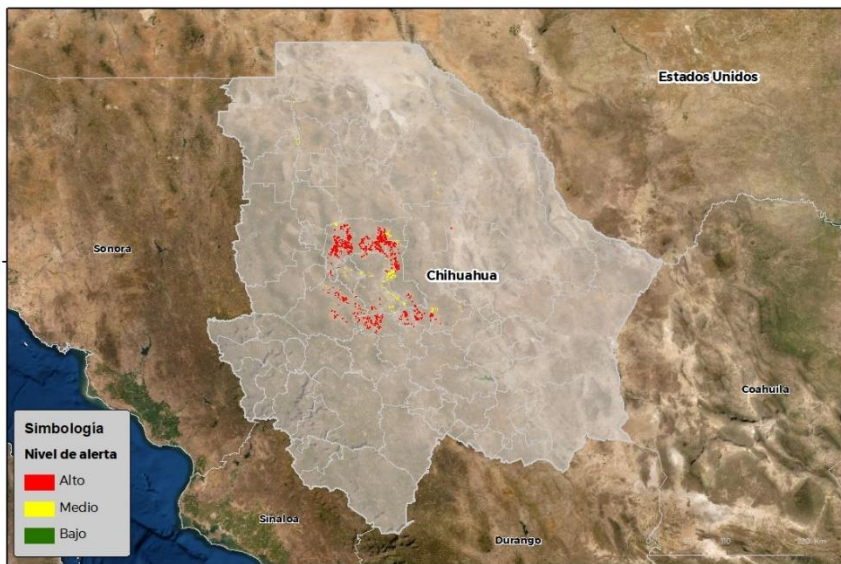 Estados Unidos
Sonora
Chihuahua
Coahuila
Simbología
Nivel de alerta
Alto
Medio
Bajo
Sinaloa
Durango